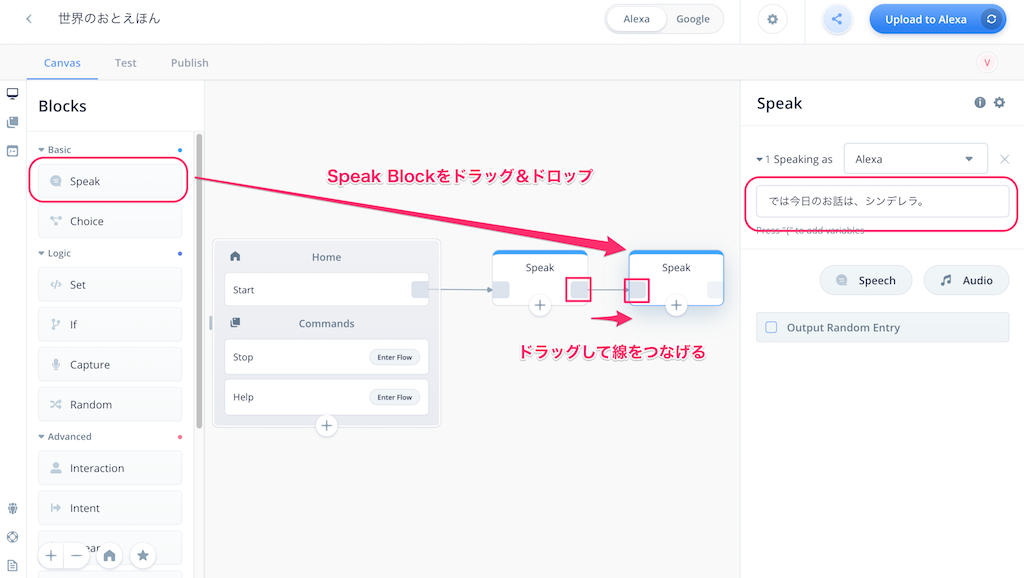 世界のおとえほん
Alexa
Google
Upload to Alexa
Canvas
Test
Publish
V
Blocks
Basic
Speak
Choice
Logic
Set
If
Capture
Random
Advanced
Interaction
Intent
Speak Blockをドラッグ＆ドロップ
Home
Start
Commands
Stop
Enter Flow
Help
Enter Flow
Speak
Speak
ドラッグして線をつなげる
Speak
1 Speaking as
Alexa
では今日のお話は、シンデレラ。
Press "{" to add variables
Speech
Audio
Output Random Entry